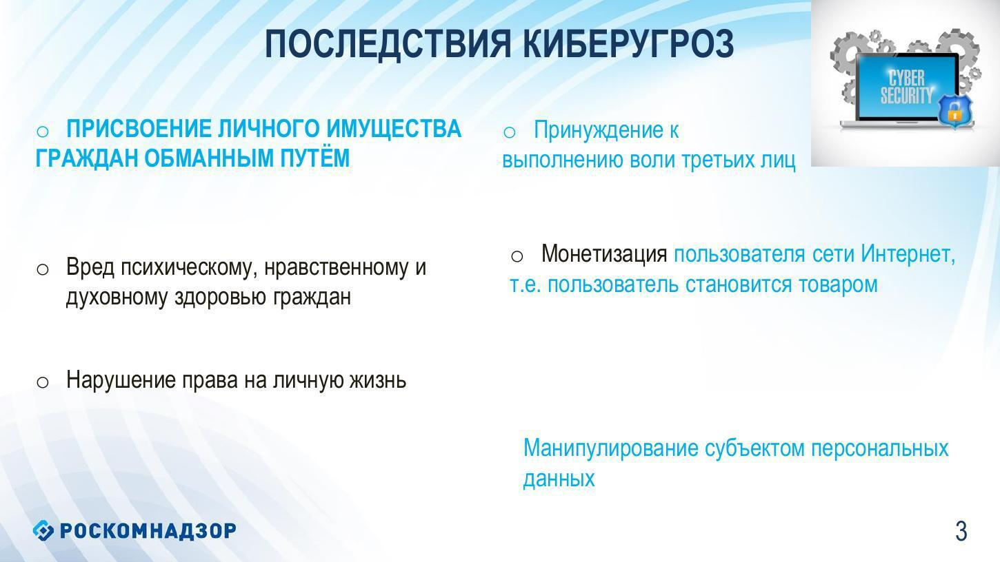 ПОСЛЕДСТВИЯ КИБЕРУГРОЗ
CYBER
SECURITY
o ПРИСВОЕНИЕ ЛИЧНОГО ИМУЩЕСТВА
ГРАЖДАН ОБМАННЫМ ПУТЁМ
o Вред психическому, нравственному и
духовному здоровью граждан
o Нарушение права на личную жизнь
o Принуждение к
выполнению воли третьих лиц
o Монетизация пользователя сети Интернет,
т.е. пользователь становится товаром
Манипулирование субъектом персональных
данных
РОСКОМНАДЗОР
3